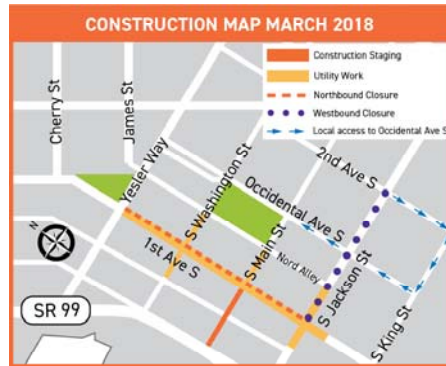 CONSTRUCTION MAP MARCH 2018
Construction Staging
Utility Work
Northbound Closure
Westbound Closure
Local access to Occidental Ave S
Cherry St
James St
Yesler Way
S Washington St
Occidental Ave S
2nd Ave S
1st Ave S
S Main St
Nord Alley
S Jackson St
S King St
N
SR 99